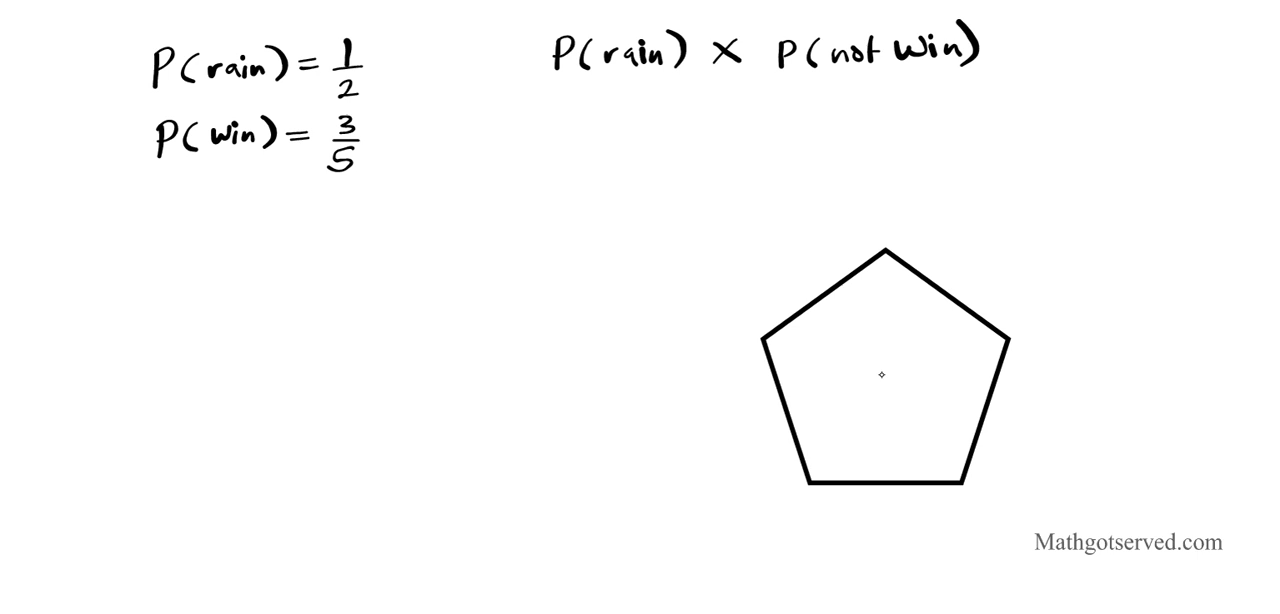 P(rain) = 1/2
P(win) = 3/5
P(rain) × P(not win)
Mathgotserved.com